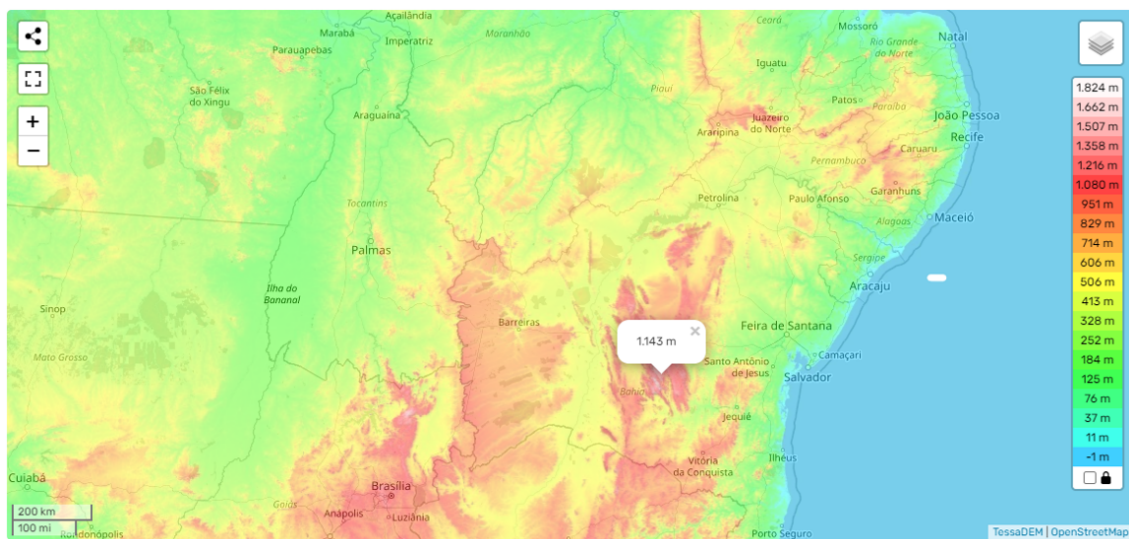 Açailândia
Marabá
Imperatriz
Maranhão
Ceará
Mossoró
Natal
Rio Grande
do Norte
Parauapebas
Iguatu
São Félix
do Xingu
Araguaína
Piauí
Patos
Paraíba
João Pessoa
Juazeiro
do Norte
Araripina
Recife
Caruaru
Pernambuco
Garanhuns
Tocantins
Petrolina
Paulo Afonso
Alagoas
Maceió
Palmas
Sergipe
Aracaju
Ilha do
Bananal
Sinop
Barreiras
Feira de Santana
1.143 m
×
Mato Grosso
Santo Antônio
de Jesus
Camaçari
Salvador
Bahia
Jequié
Ilhéus
Vitória
da Conquista
Cuiabá
Brasília
Goiás
Anápolis
Luziânia
Rondonópolis
Porto Seguro
+
−
200 km
100 mi
1.824 m
1.662 m
1.507 m
1.358 m
1.216 m
1.080 m
951 m
829 m
714 m
606 m
506 m
413 m
328 m
252 m
184 m
125 m
76 m
37 m
11 m
-1 m
TessaDEM | OpenStreetMap